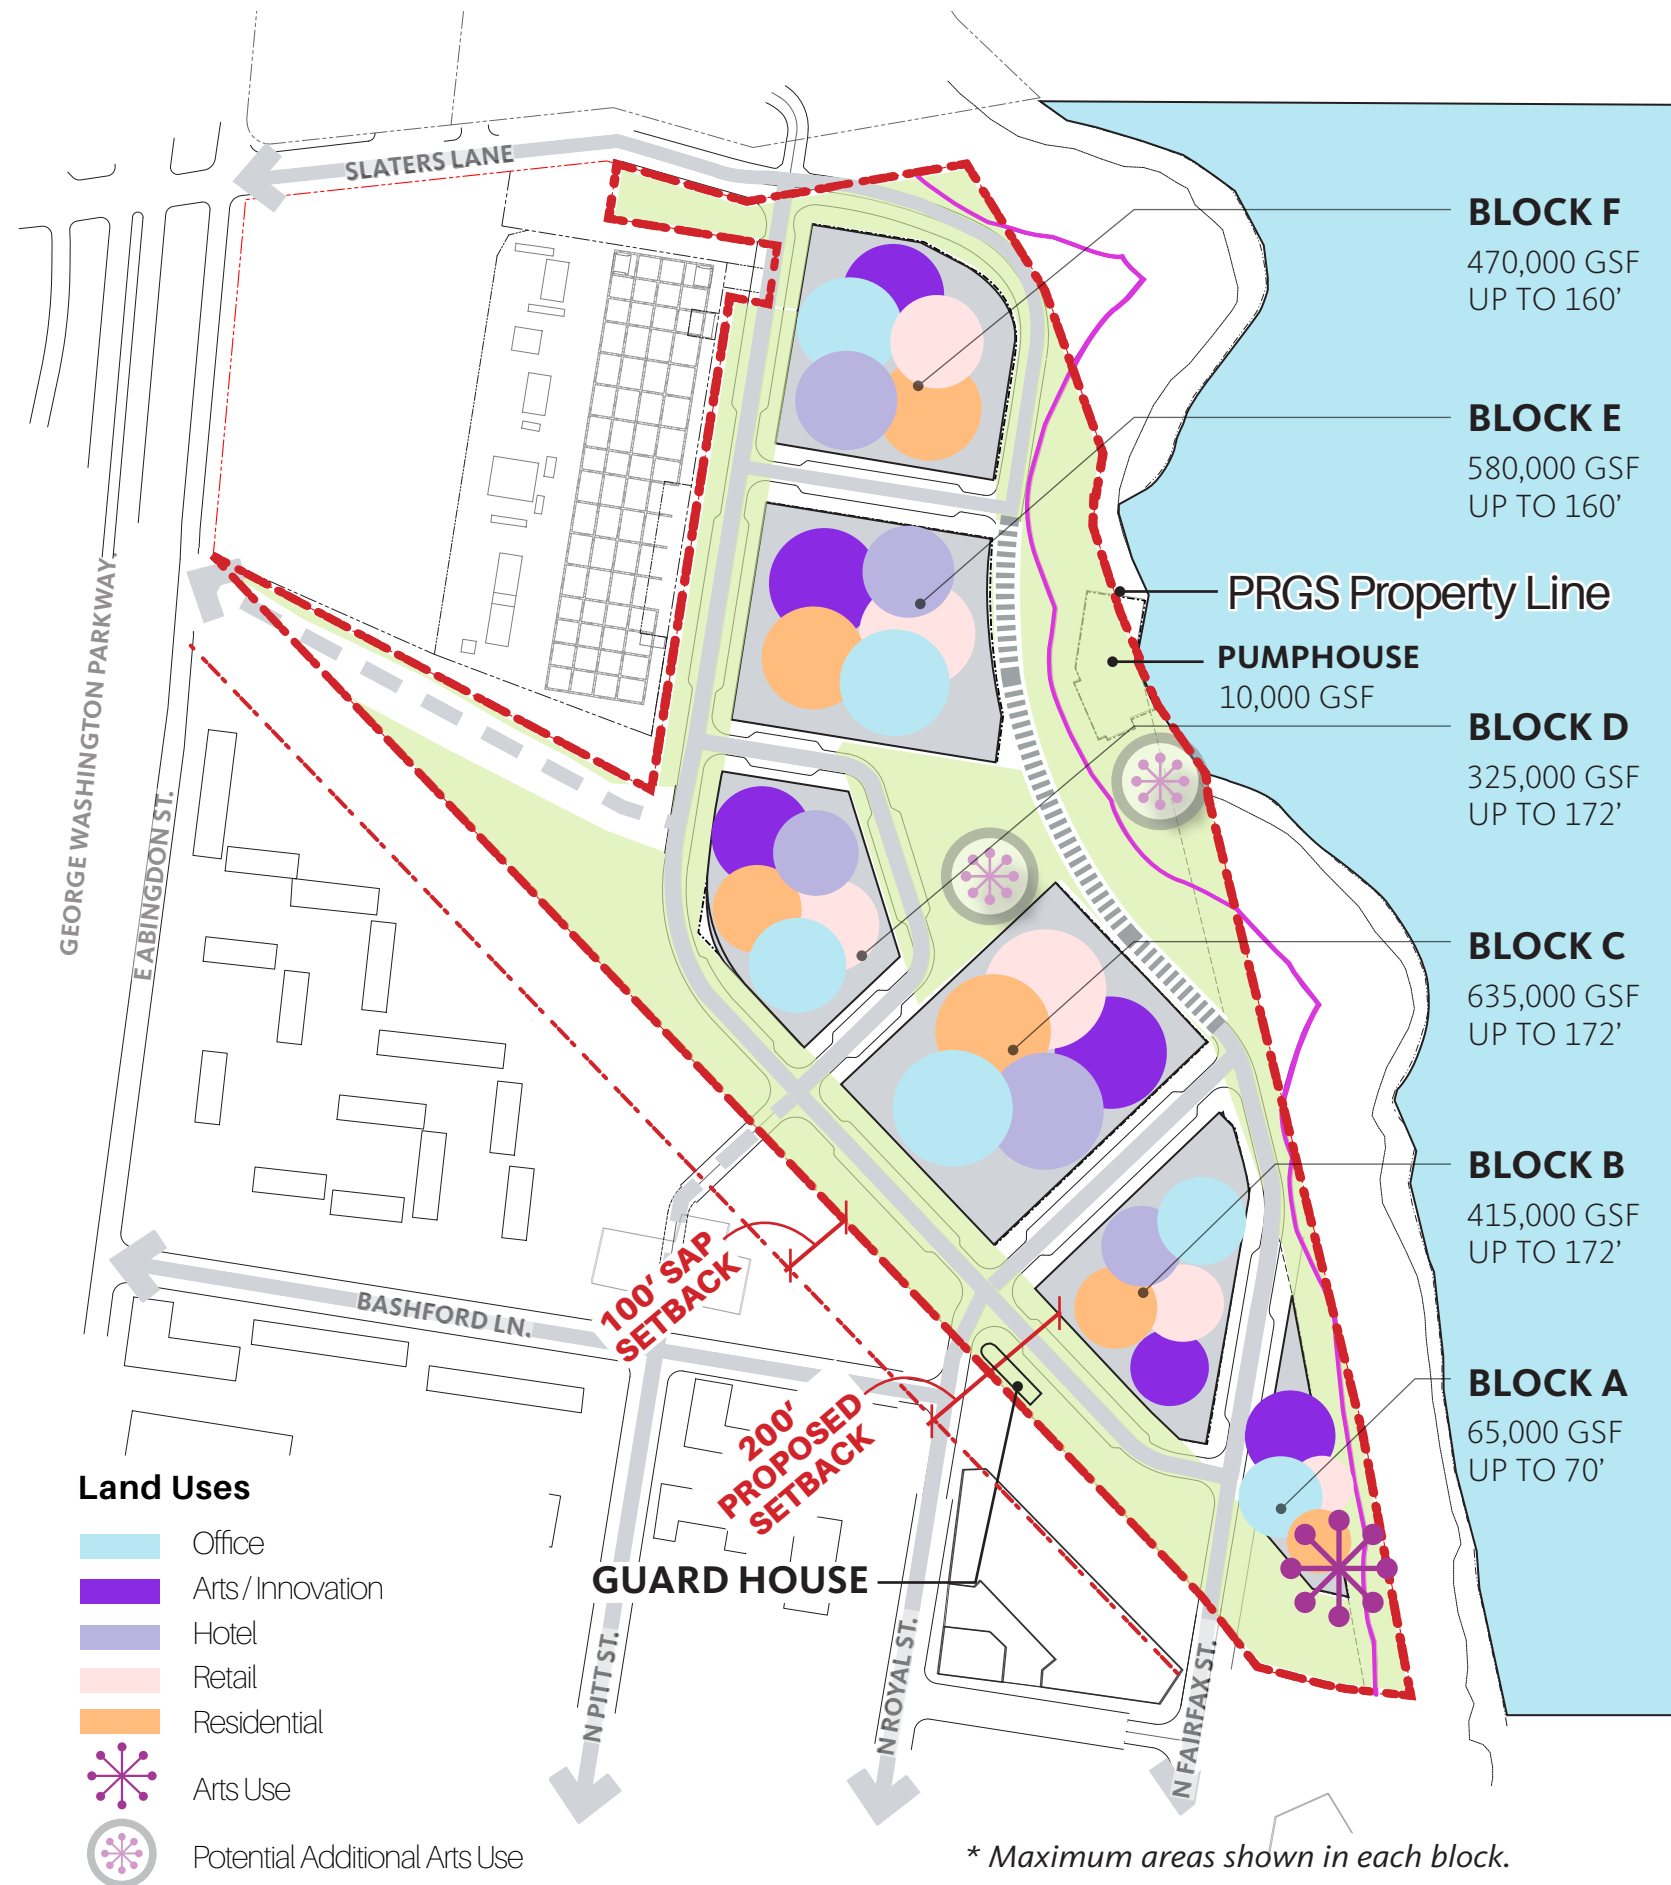 SLATERS LANE
BLOCK F
470,000 GSF
UP TO 160’
BLOCK E
580,000 GSF
UP TO 160’
PRGS Property Line
PUMPHOUSE
10,000 GSF
BLOCK D
325,000 GSF
UP TO 172’
BLOCK C
635,000 GSF
UP TO 172’
BLOCK B
415,000 GSF
UP TO 172’
BLOCK A
65,000 GSF
UP TO 70’
GEORGE WASHINGTON PARKWAY
E ABINGDON ST.
BASHFORD LN.
100' SAP
SETBACK
200'
PROPOSED
SETBACK
GUARD HOUSE
N PITT ST.
N ROYAL ST.
N FAIRFAX ST.
Land Uses
Office
Arts / Innovation
Hotel
Retail
Residential
Arts Use
Potential Additional Arts Use
* Maximum areas shown in each block.